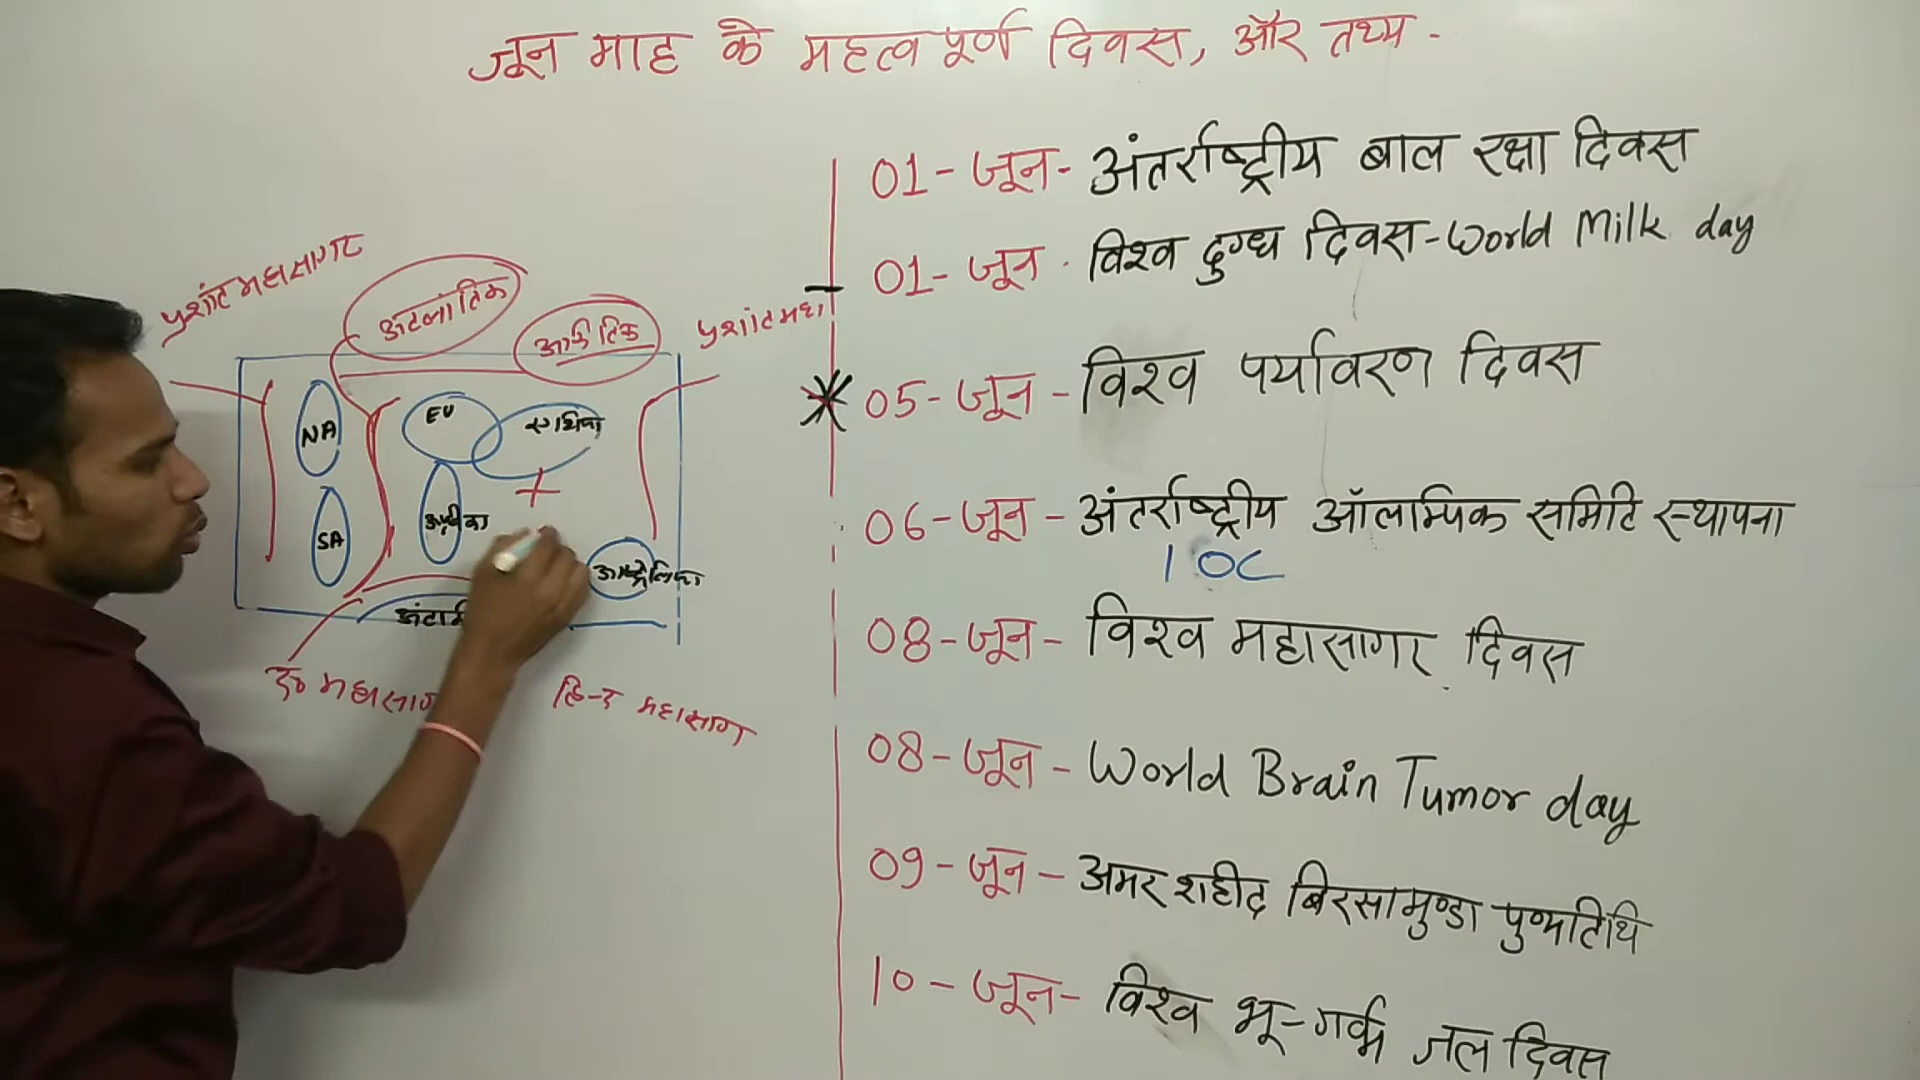 जून माह के महत्वपूर्ण दिवस, और तथ्य -
01- जून- अंतर्राष्ट्रीय बाल रक्षा दिवस
01- जून - विश्व दुग्ध दिवस - World Milk day
05- जून - विश्व पर्यावरण दिवस
06- जून - अंतर्राष्ट्रीय ऑलम्पिक समिति स्थापना
IOC
08- जून - विश्व महासागर दिवस
08- जून - World Brain Tumor day
09- जून - अमर शहीद बिरसामुण्डा पुण्यतिथि
10- जून- विश्व भू-गर्भ जल दिवस
प्रशांत महासागर
अटलांतिक
आर्कटिक
प्रशांत महा
NA
EU
एशिया
SA
अफ्रीका
आस्ट्रेलिया
हिन्द महासाग